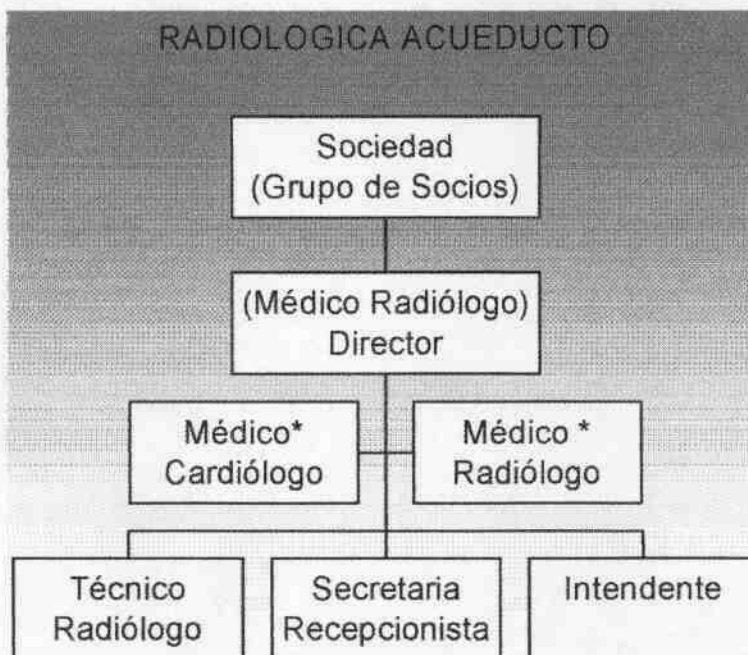 RADIOLOGICA ACUEDUCTO
Sociedad
(Grupo de Socios)
(Médico Radiólogo)
Director
Médico*
Cardiólogo
Médico *
Radiólogo
Técnico
Radiólogo
Secretaria
Recepcionista
Intendente